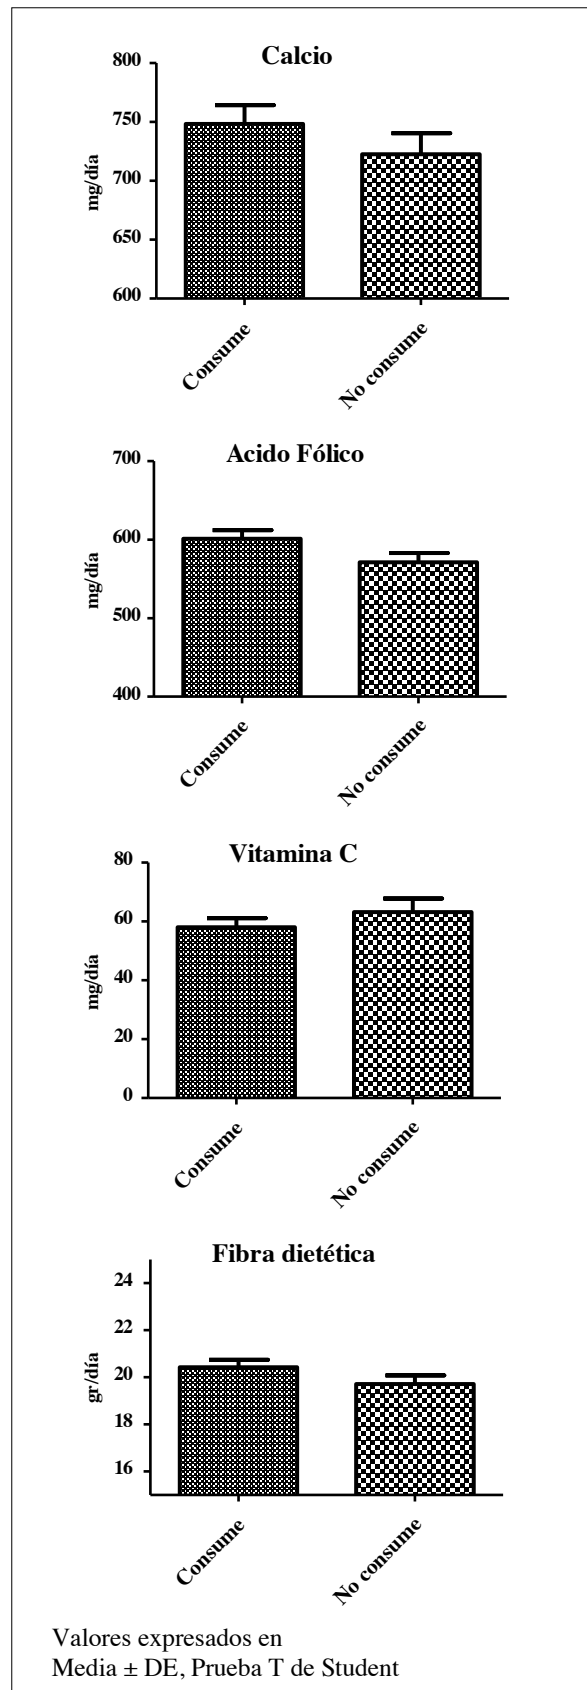 Calcio
800
750
700
650
600
mg/día
Consume
No consume
Acido Fólico
700
600
500
400
mg/día
Consume
No consume
Vitamina C
80
60
40
20
0
mg/día
Consume
No consume
Fibra dietética
24
22
20
18
16
gr/día
Consume
No consume
Valores expresados en
Media ± DE, Prueba T de Student